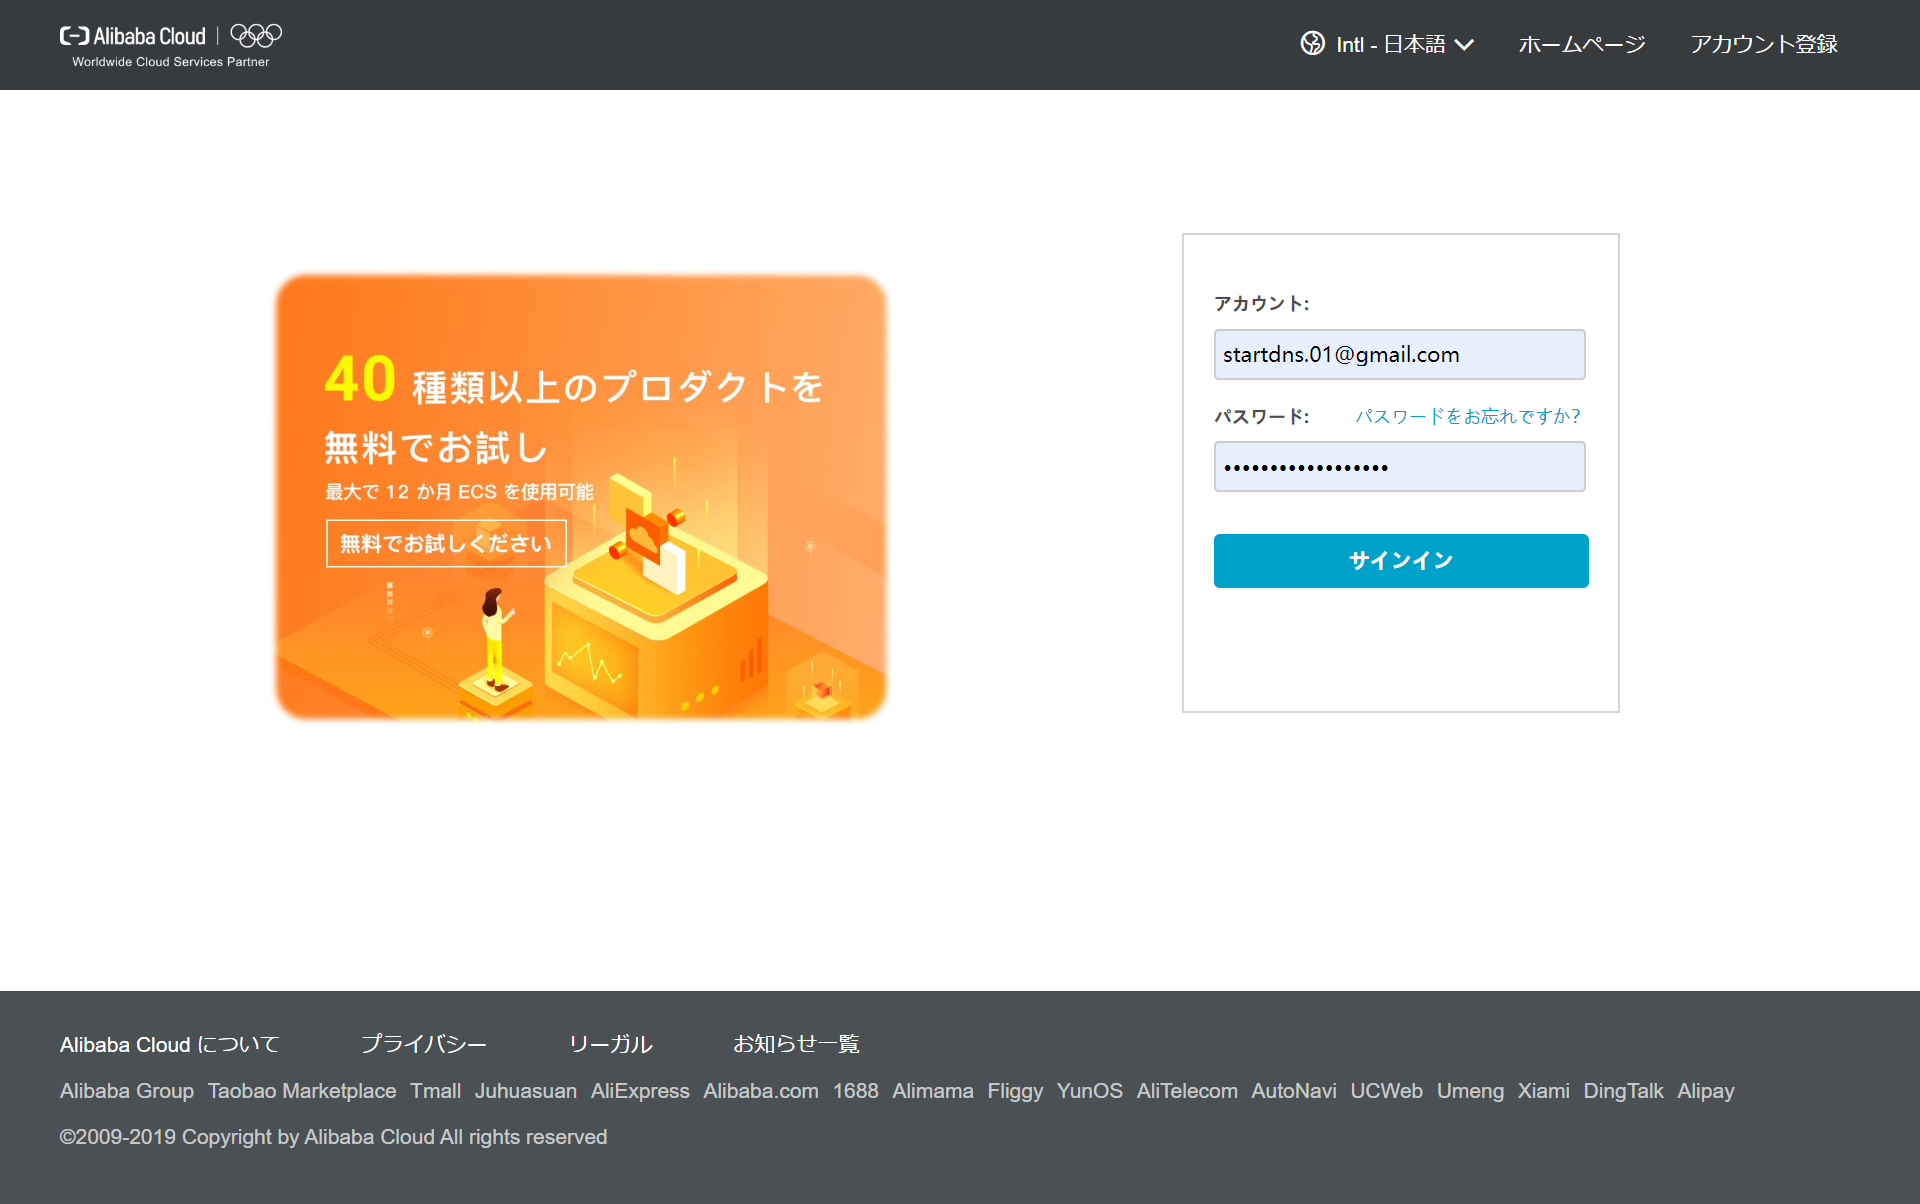 Alibaba Cloud
Worldwide Cloud Services Partner
Intl - 日本語
ホームページ
アカウント登録
40 種類以上のプロダクトを
無料でお試し
最大で 12 か月 ECS を使用可能
無料でお試しください
アカウント:
startdns.01@gmail.com
パスワード:
パスワードをお忘れですか?
••••••••••••••••••
サインイン
Alibaba Cloud について プライバシー リーガル お知らせ一覧
Alibaba Group Taobao Marketplace Tmall Juhuasuan AliExpress Alibaba.com 1688 Alimama Fliggy YunOS AliTelecom AutoNavi UCWeb Umeng Xiami DingTalk Alipay
©2009-2019 Copyright by Alibaba Cloud All rights reserved